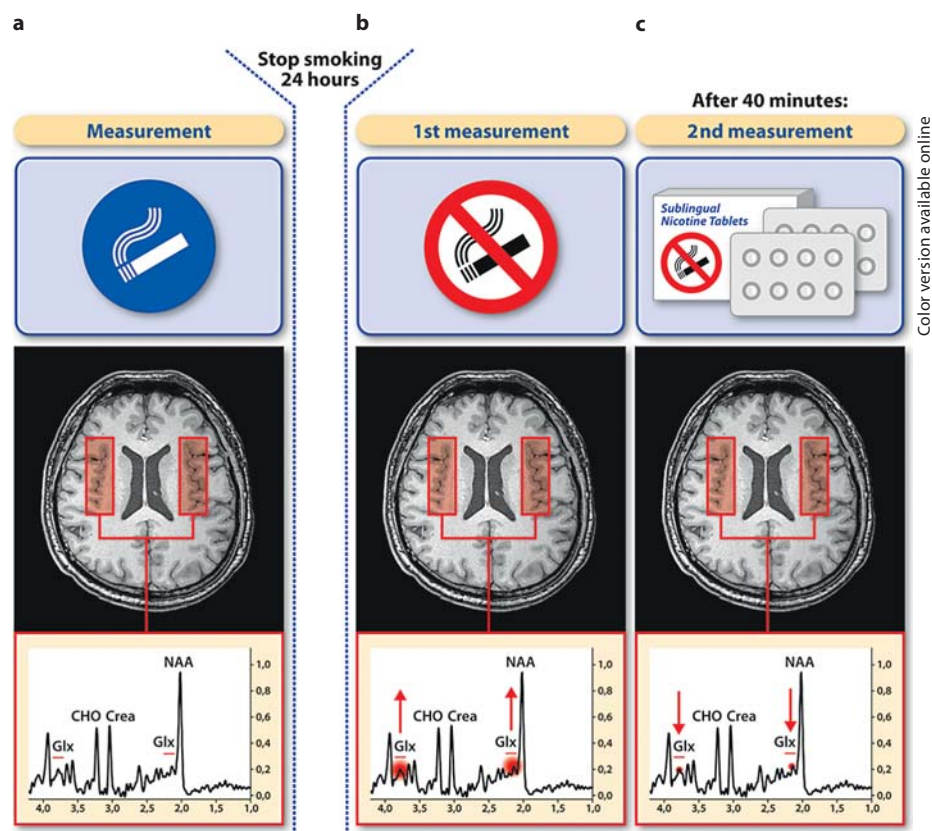 a
b
c
Stop smoking
24 hours
After 40 minutes:
Measurement
1st measurement
2nd measurement
Sublingual
Nicotine Tablets
Color version available online
NAA
CHO Crea
Glx
Glx
1,0
0,8
0,6
0,4
0,2
0
4,0 3,5 3,0 2,5 2,0 1,5 1,0
NAA
CHO Crea
Glx
Glx
1,0
0,8
0,6
0,4
0,2
0
4,0 3,5 3,0 2,5 2,0 1,5 1,0
NAA
CHO Crea
Glx
Glx
1,0
0,8
0,6
0,4
0,2
0
4,0 3,5 3,0 2,5 2,0 1,5 1,0